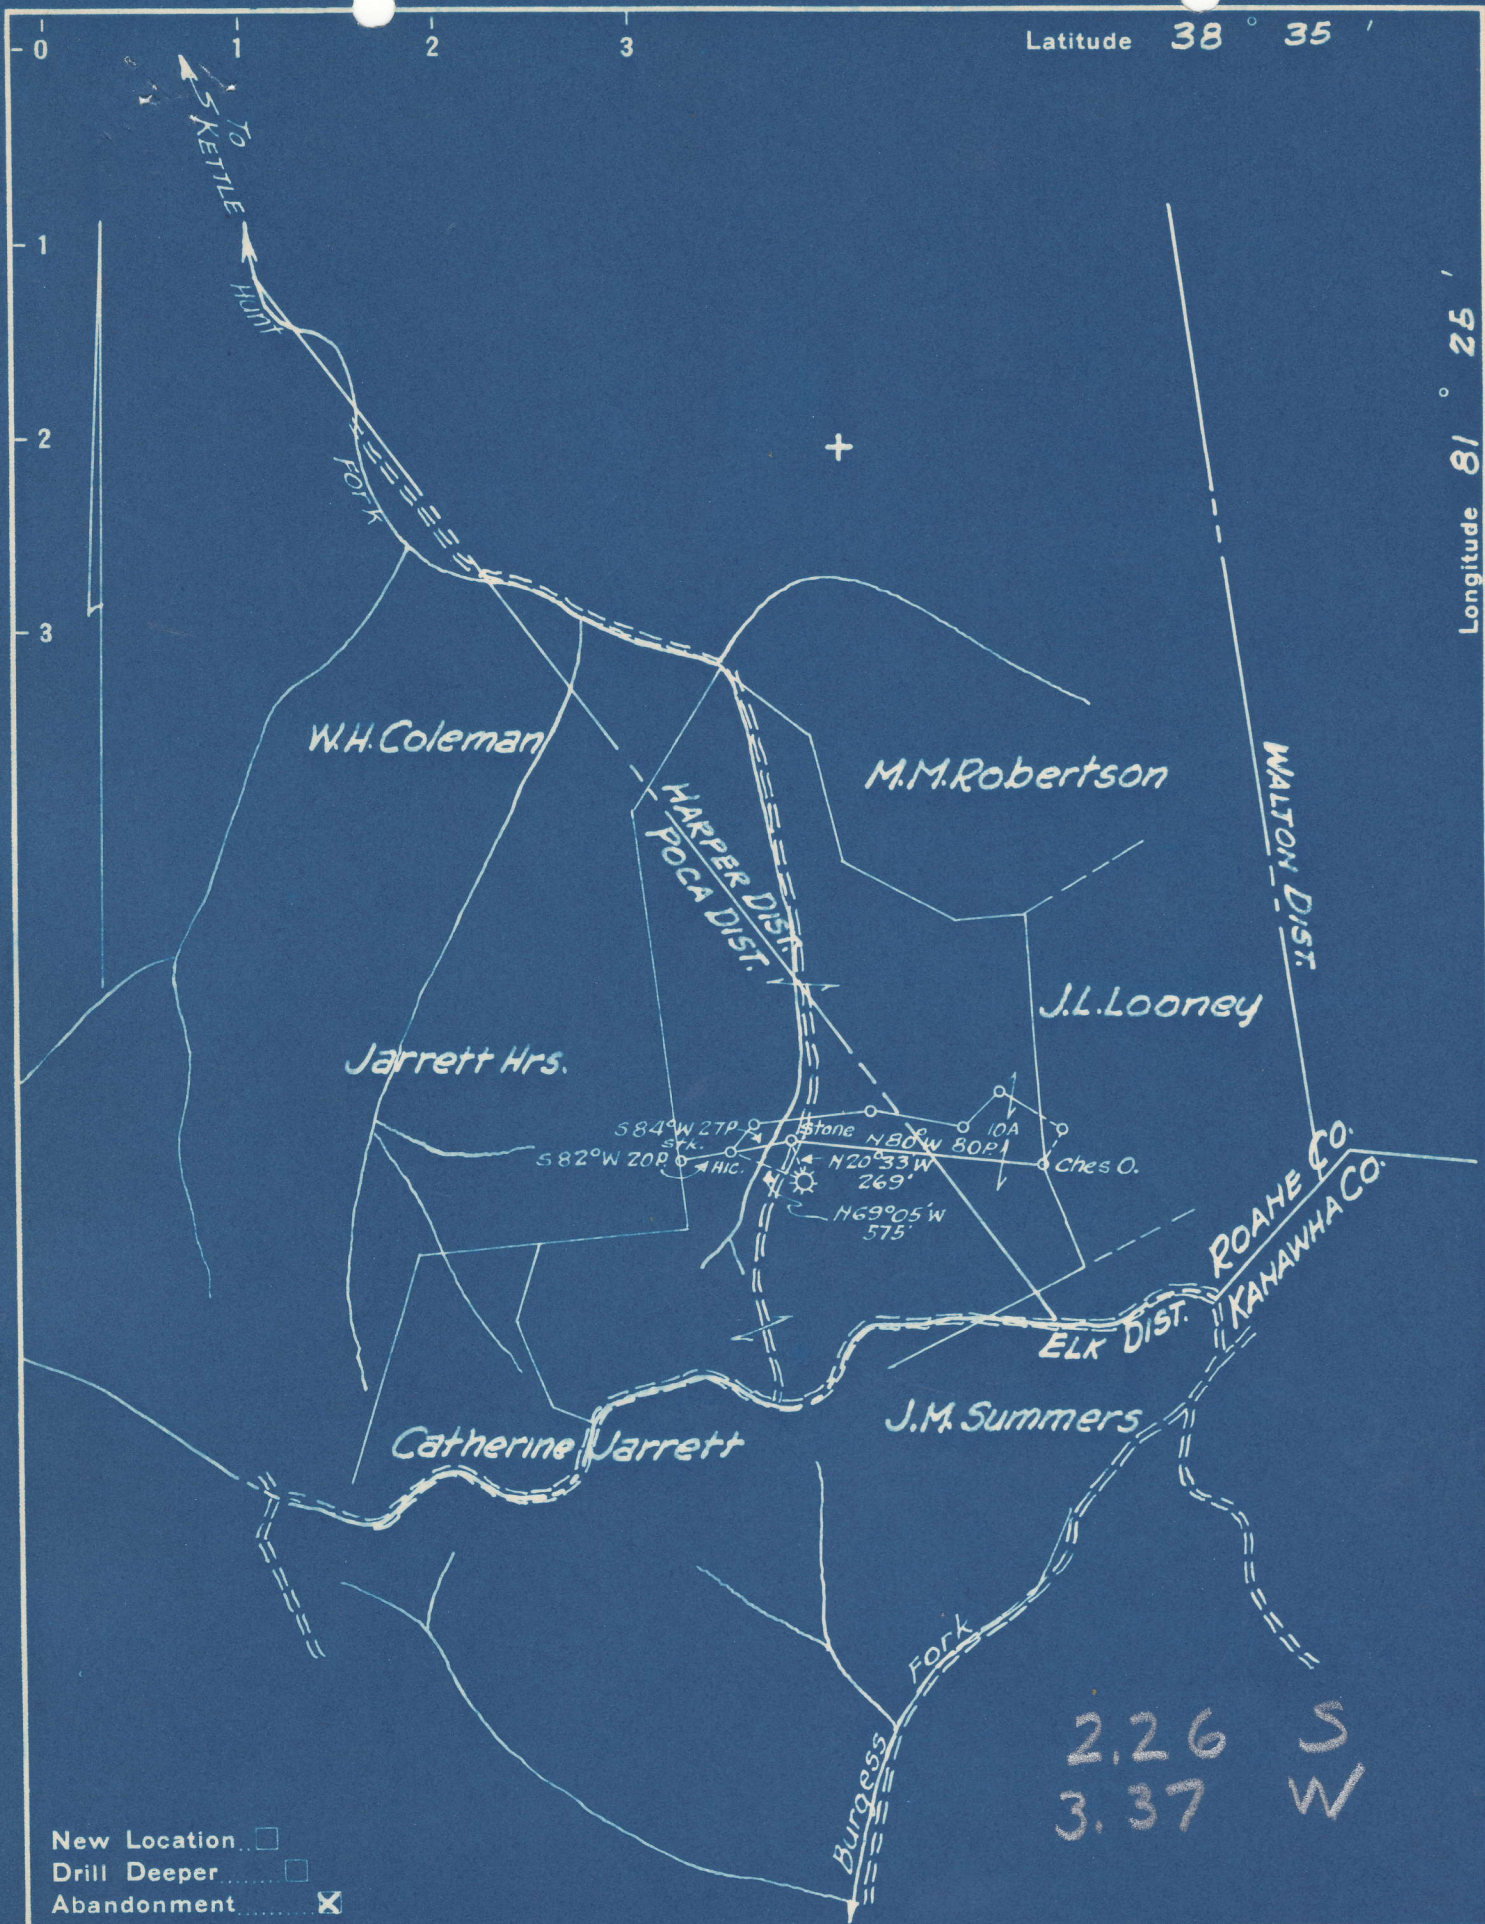 0 1 2 3
Latitude 38 ° 35 '
1
2
3
Longitude 81 ° 25 '
TO
S KETTLE
Hunt
Fork
W.H. Coleman
M.M. Robertson
HARPER DIST.
POCA DIST.
WALTON DIST.
J.L. Looney
Jarrett Hrs.
S 84° W 27P.
Stk.
S 82° W 20P.
Hic.
Stone
N 80° W 80P.
10A
N 20° 33' W
269'
Ches O.
N 69° 05' W
575'
ROANE CO.
KANAWHA CO.
ELK DIST.
J.M. Summers
Catherine Jarrett
Fork
Burgess
2.26 S
3.37 W
New Location
Drill Deeper
Abandonment X